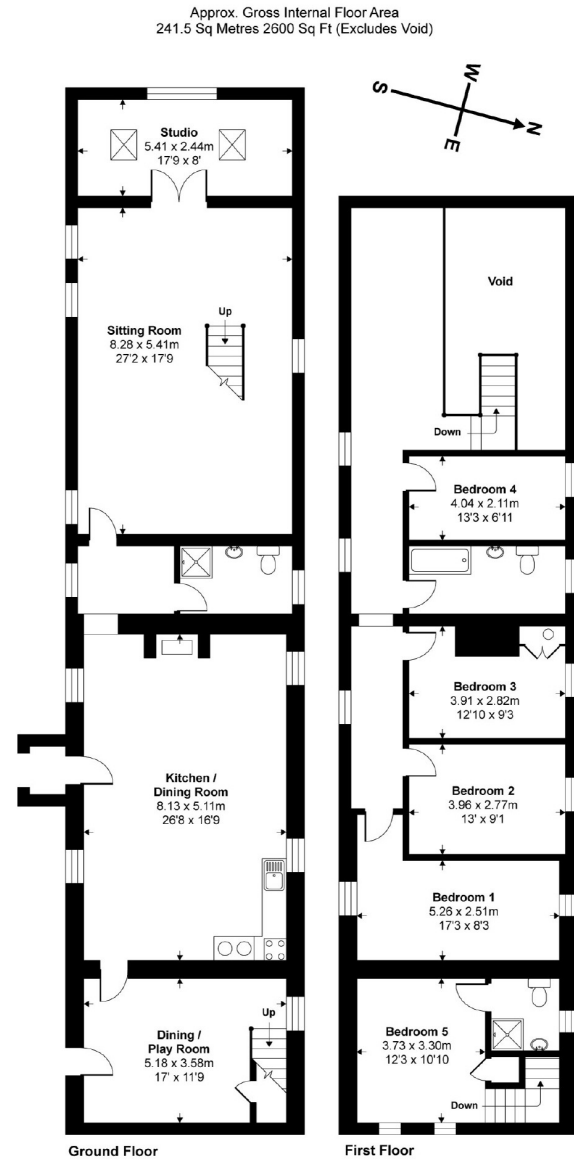 Approx. Gross Internal Floor Area
241.5 Sq Metres 2600 Sq Ft (Excludes Void)
S
W
N
E
Studio
5.41 x 2.44m
17'9 x 8'
Sitting Room
8.28 x 5.41m
27'2 x 17'9
Up
Kitchen /
Dining Room
8.13 x 5.11m
26'8 x 16'9
Dining /
Play Room
5.18 x 3.58m
17' x 11'9
Up
Ground Floor
Void
Down
Bedroom 4
4.04 x 2.11m
13'3 x 6'11
Bedroom 3
3.91 x 2.82m
12'10 x 9'3
Bedroom 2
3.96 x 2.77m
13' x 9'1
Bedroom 1
5.26 x 2.51m
17'3 x 8'3
Bedroom 5
3.73 x 3.30m
12'3 x 10'10
Down
First Floor